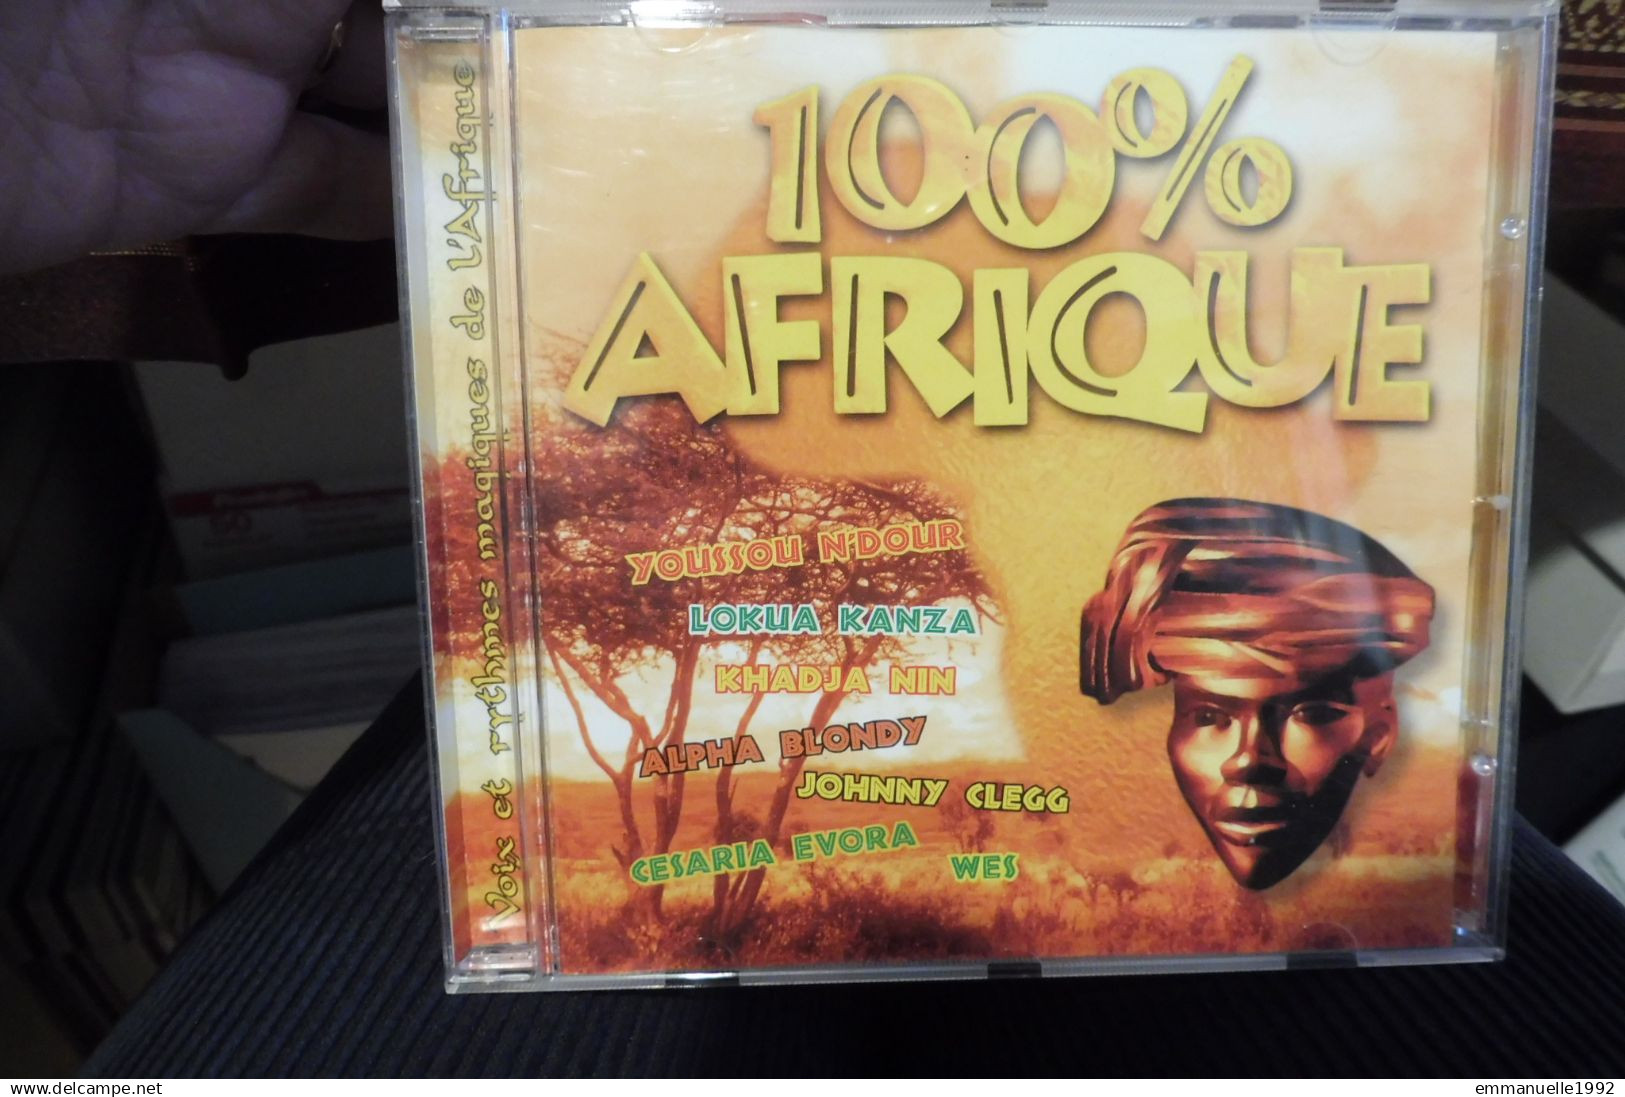 Voix et rythmes magiques de L'Afrique
100%
AFRIQUE
YOUSSOU N'DOUR
LOKUA KANZA
KHADJA NIN
ALPHA BLONDY
JOHNNY CLEGG
CESARIA EVORA
WES
www.delcampe.net
emmanuelle1992